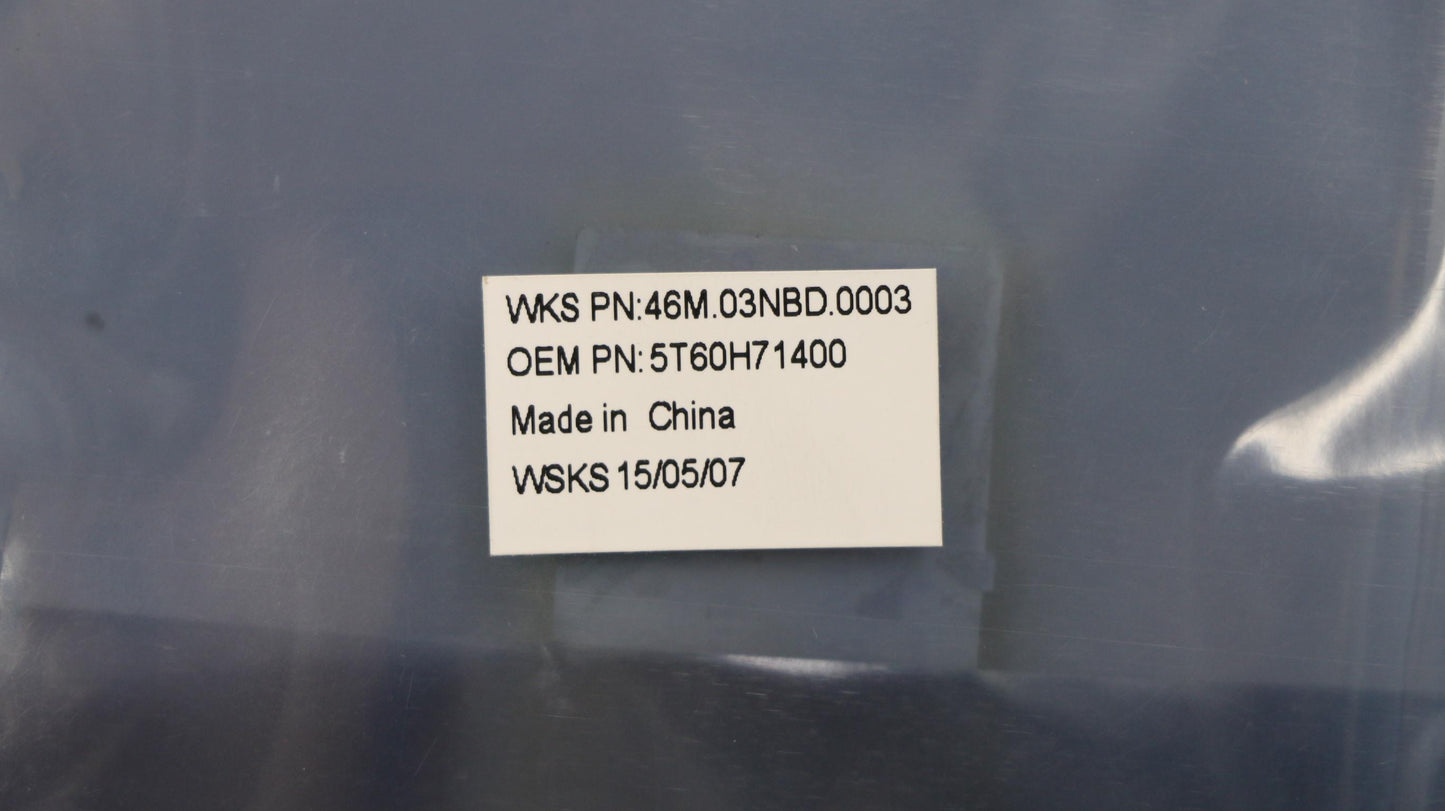 WKS PN:46M.03NBD.0003
OEM PN: 5T60H71400
Made in  China
WSKS 15/05/07